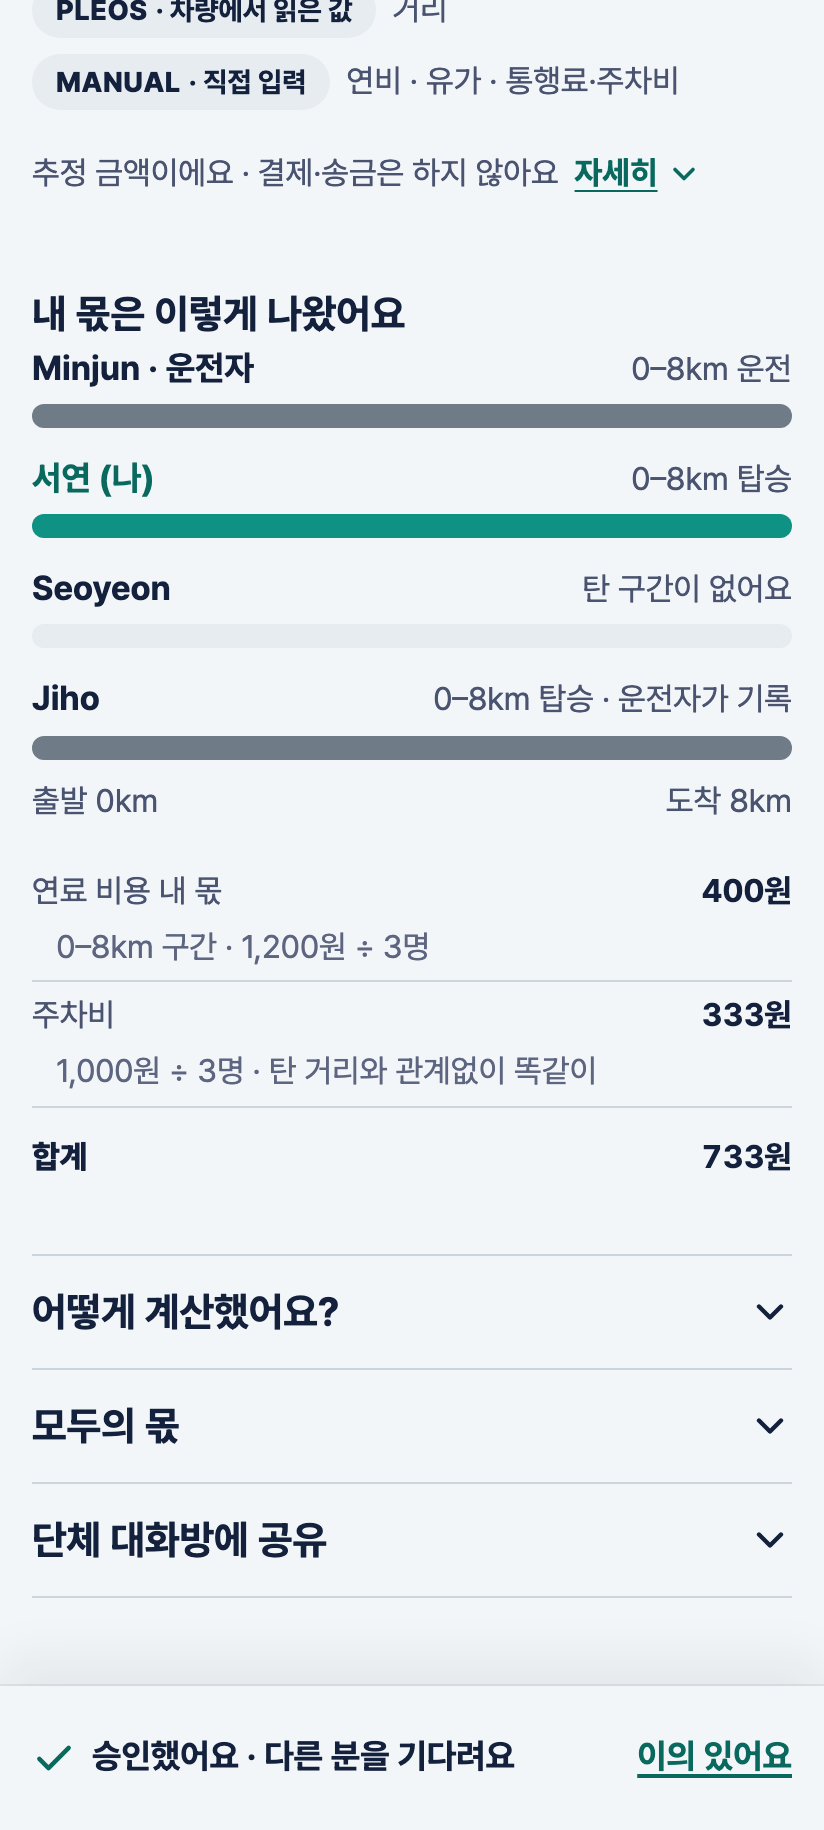 PLEOS · 차량에서 읽은 값 거리
MANUAL · 직접 입력 연비 · 유가 · 통행료·주차비
추정 금액이에요 · 결제·송금은 하지 않아요 자세히
내 몫은 이렇게 나왔어요
Minjun · 운전자 0–8km 운전
서연 (나) 0–8km 탑승
Seoyeon 탄 구간이 없어요
Jiho 0–8km 탑승 · 운전자가 기록
출발 0km 도착 8km
연료 비용 내 몫 400원
0–8km 구간 · 1,200원 ÷ 3명
주차비 333원
1,000원 ÷ 3명 · 탄 거리와 관계없이 똑같이
합계 733원
어떻게 계산했어요?
모두의 몫
단체 대화방에 공유
승인했어요 · 다른 분을 기다려요 이의 있어요